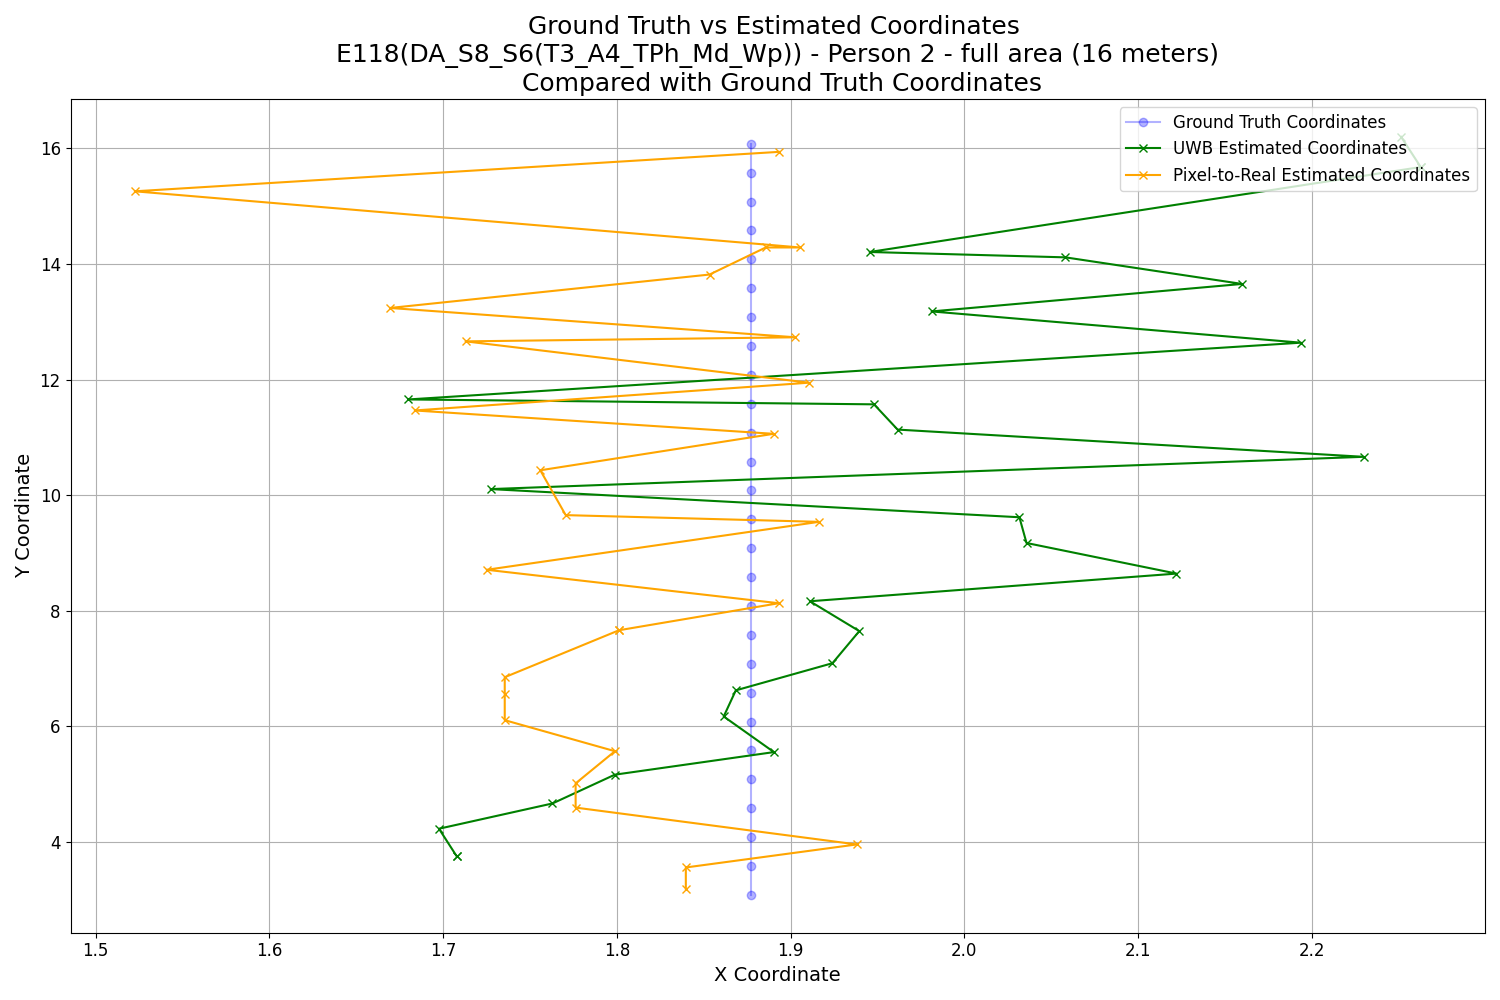 Ground Truth vs Estimated Coordinates
E118(DA_S8_S6(T3_A4_TPh_Md_Wp)) - Person 2 - full area (16 meters)
Compared with Ground Truth Coordinates
Ground Truth Coordinates
UWB Estimated Coordinates
Pixel-to-Real Estimated Coordinates
Y Coordinate
16
14
12
10
8
6
4
1.5 1.6 1.7 1.8 1.9 2.0 2.1 2.2
X Coordinate